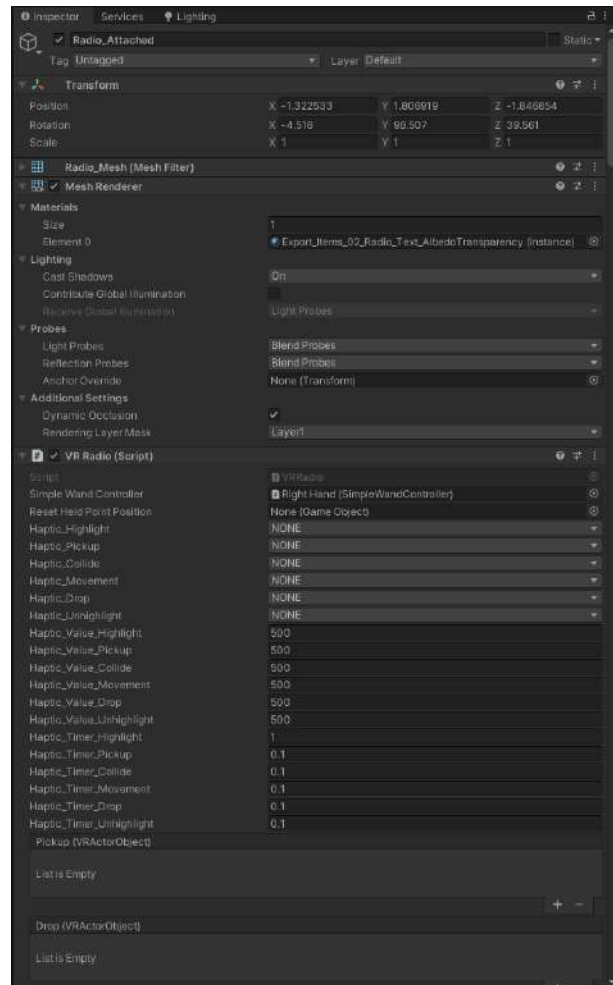 Inspector Services Lighting
Radio_Attached Static
Tag Untagged Layer Default
Transform
Position X -1.322533 Y 1.806919 Z -1.846854
Rotation X -4.516 Y 96.507 Z 39.561
Scale X 1 Y 1 Z 1
Radio_Mesh (Mesh Filter)
Mesh Renderer
Materials
Size 1
Element 0 Export_Items_02_Radio_Text_AlbedoTransparency (Instance)
Lighting
Cast Shadows On
Contribute Global Illumination
Receive Global Illumination Light Probes
Probes
Light Probes Blend Probes
Reflection Probes Blend Probes
Anchor Override None (Transform)
Additional Settings
Dynamic Occlusion
Rendering Layer Mask Layer1
VR Radio (Script)
Script VRRadio
Simple Wand Controller Right Hand (SimpleWandController)
Reset Held Point Position None (Game Object)
Haptic_Highlight NONE
Haptic_Pickup NONE
Haptic_Collide NONE
Haptic_Movement NONE
Haptic_Drop NONE
Haptic_Unhighlight NONE
Haptic_Value_Highlight 500
Haptic_Value_Pickup 500
Haptic_Value_Collide 500
Haptic_Value_Movement 500
Haptic_Value_Drop 500
Haptic_Value_Unhighlight 500
Haptic_Timer_Highlight 1
Haptic_Timer_Pickup 0.1
Haptic_Timer_Collide 0.1
Haptic_Timer_Movement 0.1
Haptic_Timer_Drop 0.1
Haptic_Timer_Unhighlight 0.1
Pickup (VRActorObject)
List is Empty
+ -
Drop (VRActorObject)
List is Empty